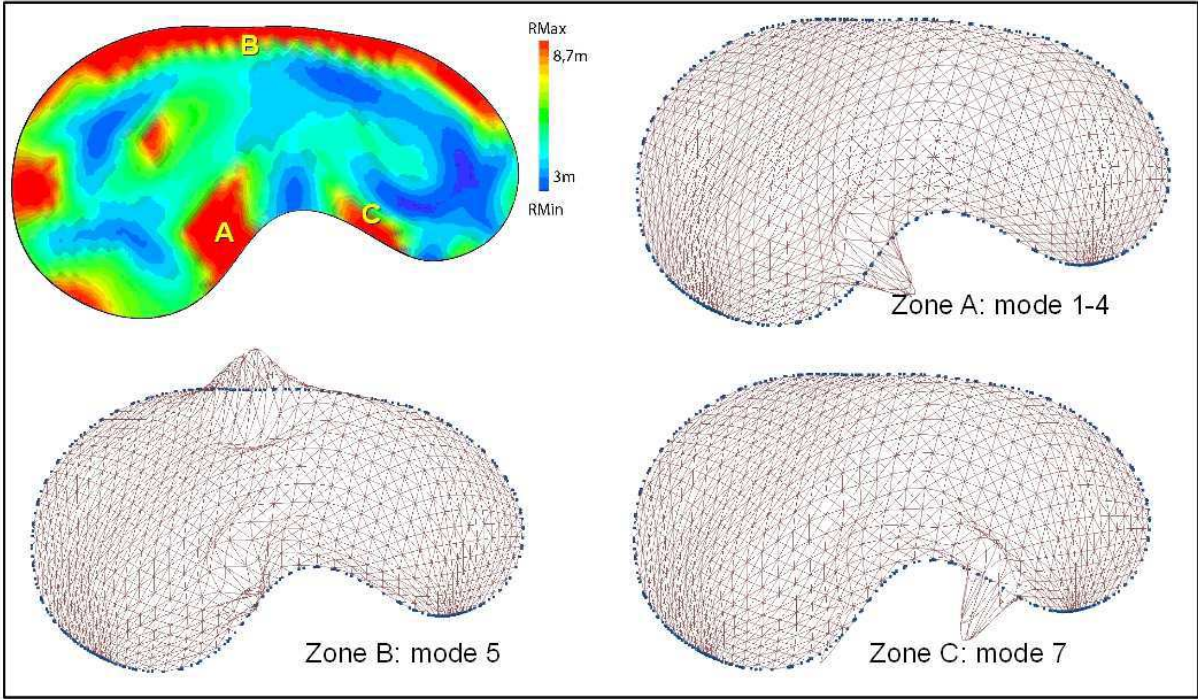 RMax
8,7m
3m
RMin
B
A
C
Zone A: mode 1-4
Zone B: mode 5
Zone C: mode 7